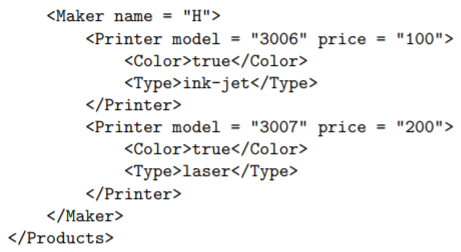 <Maker name = "H">
<Printer model = "3006" price = "100">
<Color>true</Color>
<Type>ink-jet</Type>
</Printer>
<Printer model = "3007" price = "200">
<Color>true</Color>
<Type>laser</Type>
</Printer>
</Maker>
</Products>